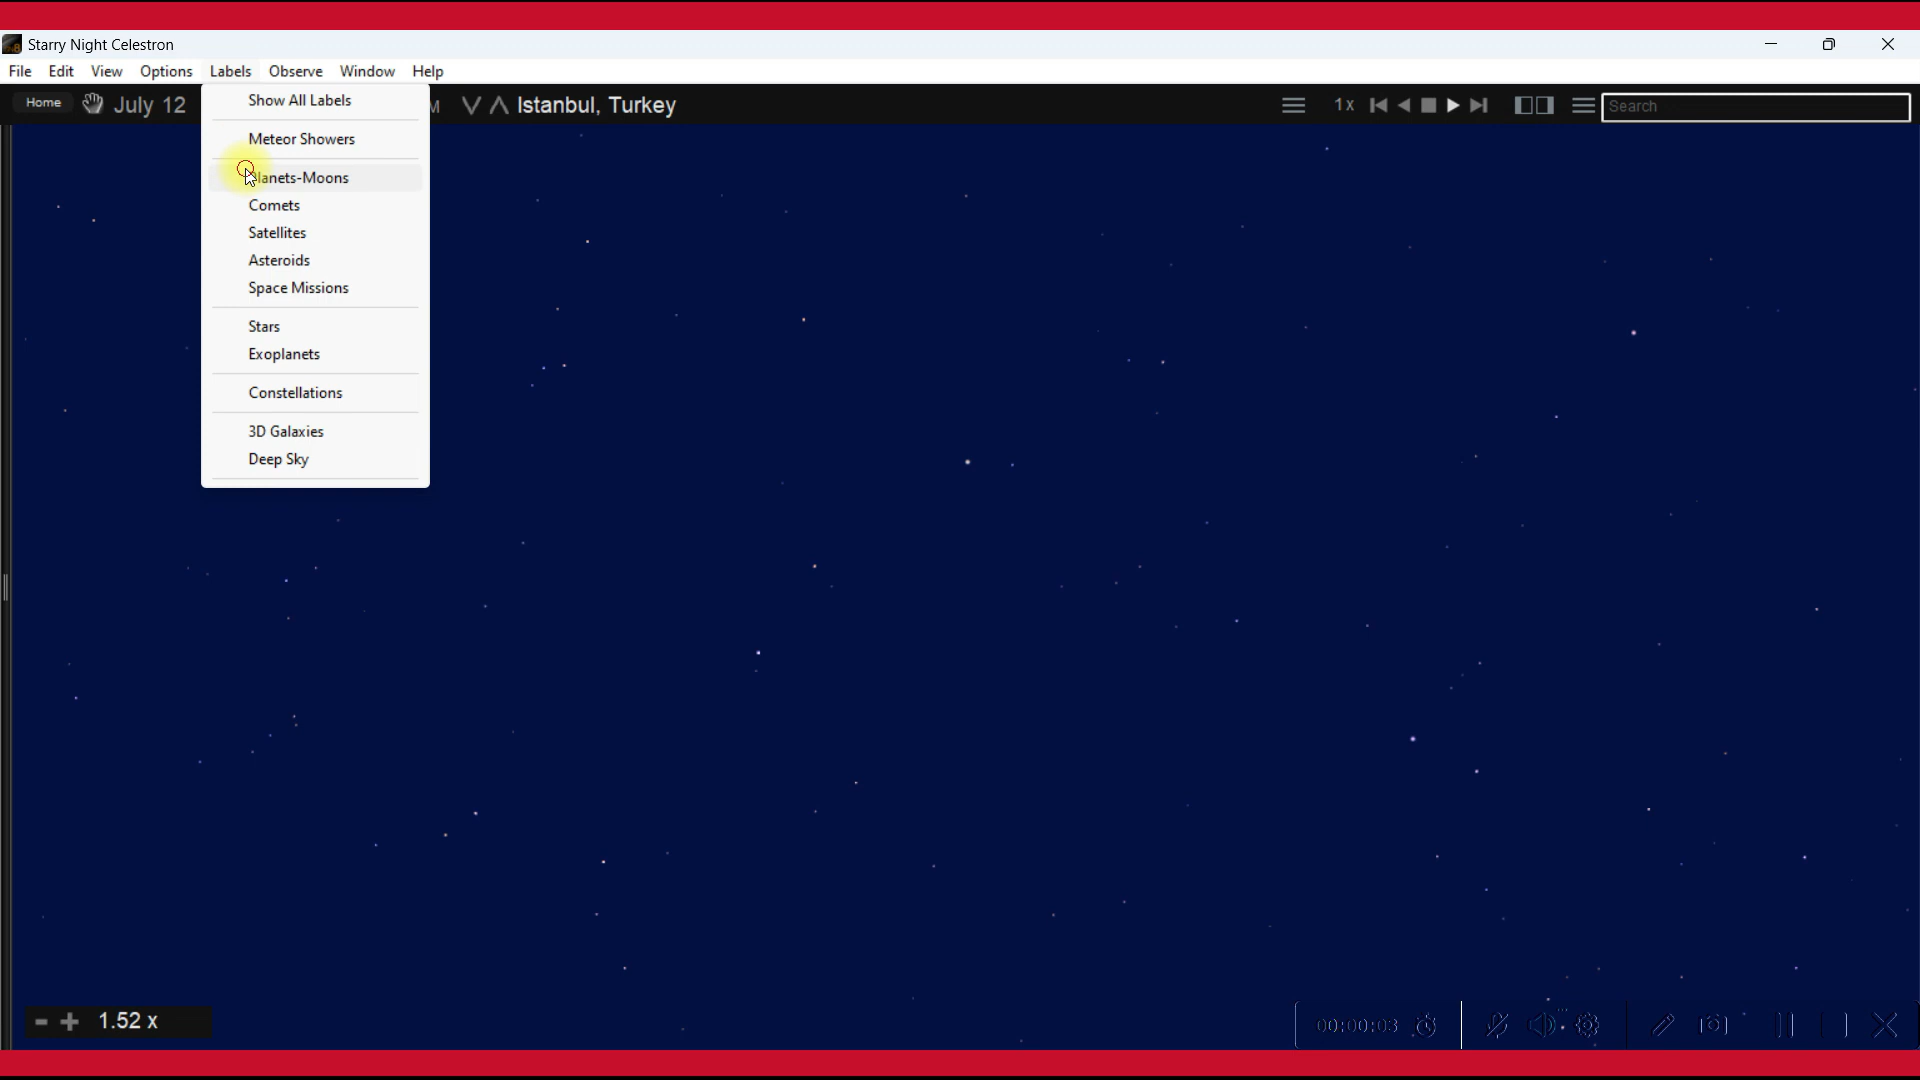 Starry Night Celestron
File Edit View Options Labels Observe Window Help
Home July 12 M Istanbul, Turkey 1x Search
Show All Labels
Meteor Showers
Planets-Moons
Comets
Satellites
Asteroids
Space Missions
Stars
Exoplanets
Constellations
3D Galaxies
Deep Sky
1.52 x
00:00:03